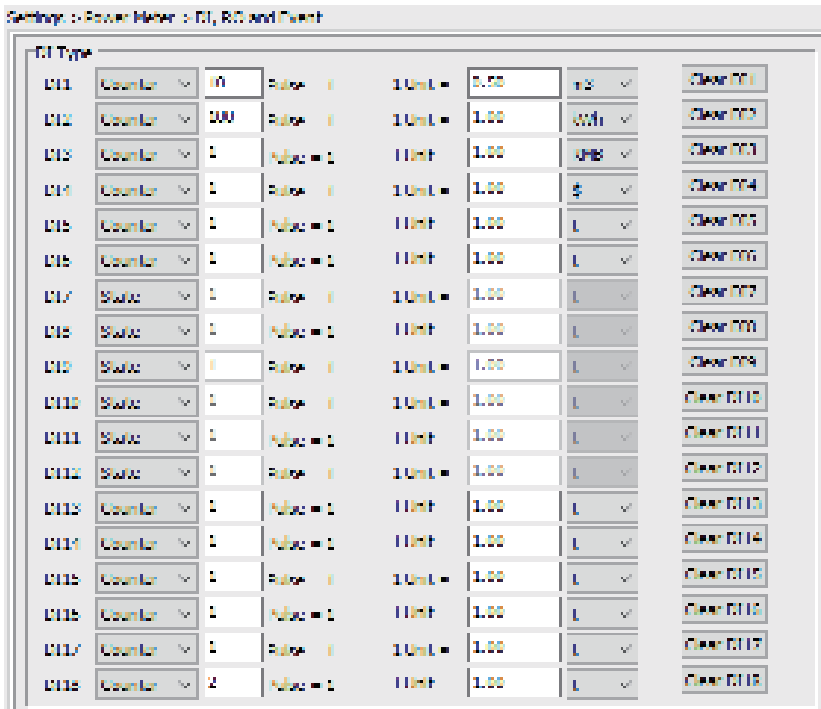 Settings > Power Meter > DI, RO and Event
DI Type
DI1 Counter 10 Pulse = 1 Unit = 0.50 m3 Clear DI1
DI2 Counter 100 Pulse = 1 Unit = 1.00 kWh Clear DI2
DI3 Counter 1 Pulse = 1 Unit 1.00 RMB Clear DI3
DI4 Counter 1 Pulse 1 Unit = 1.00 $ Clear DI4
DI5 Counter 1 Pulse = 1 Unit 1.00 L Clear DI5
DI6 Counter 1 Pulse = 1 Unit 1.00 L Clear DI6
DI7 State 1 Pulse 1 Unit = 1.00 L Clear DI7
DI8 State 1 Pulse = 1 Unit 1.00 L Clear DI8
DI9 State 1 Pulse 1 Unit = 1.00 L Clear DI9
DI10 State 1 Pulse 1 Unit = 1.00 L Clear DI10
DI11 State 1 Pulse = 1 Unit 1.00 L Clear DI11
DI12 State 1 Pulse 1 Unit = 1.00 L Clear DI12
DI13 Counter 1 Pulse = 1 Unit 1.00 L Clear DI13
DI14 Counter 1 Pulse = 1 Unit 1.00 L Clear DI14
DI15 Counter 1 Pulse 1 Unit = 1.00 L Clear DI15
DI16 Counter 1 Pulse = 1 Unit 1.00 L Clear DI16
DI17 Counter 1 Pulse 1 Unit = 1.00 L Clear DI17
DI18 Counter 2 Pulse = 1 Unit 1.00 L Clear DI18